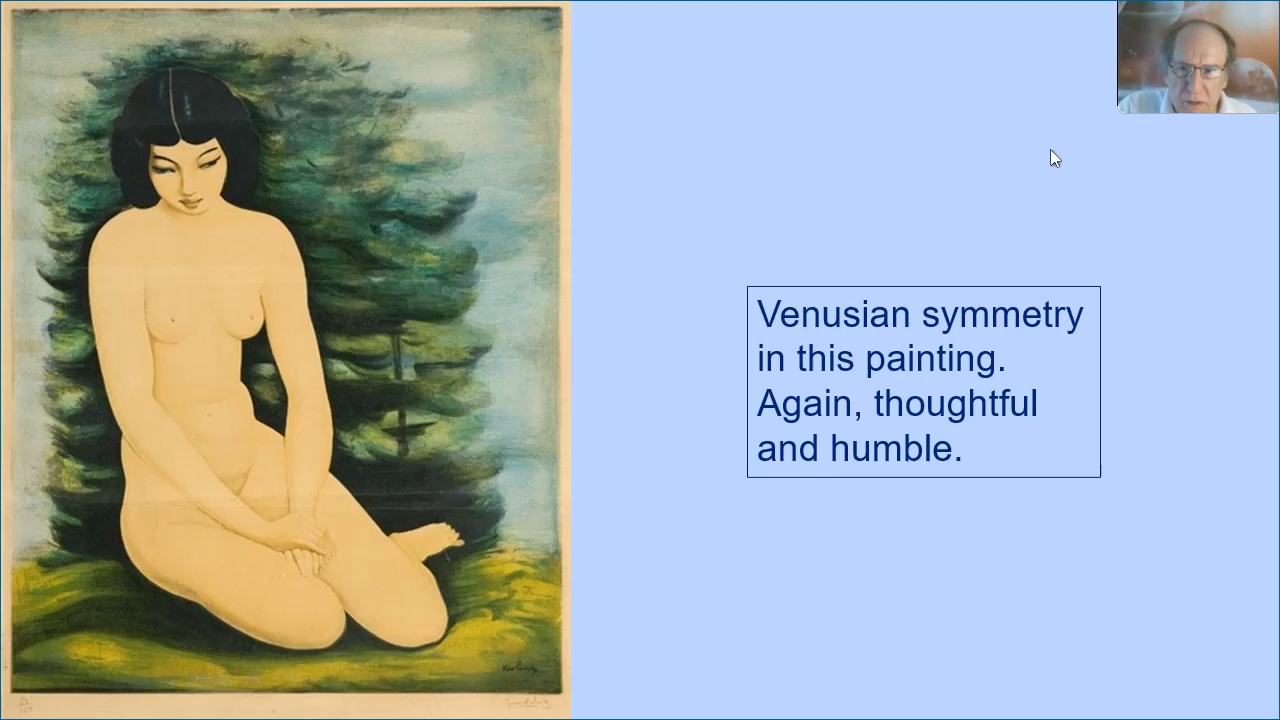 Venusian symmetry
in this painting.
Again, thoughtful
and humble.